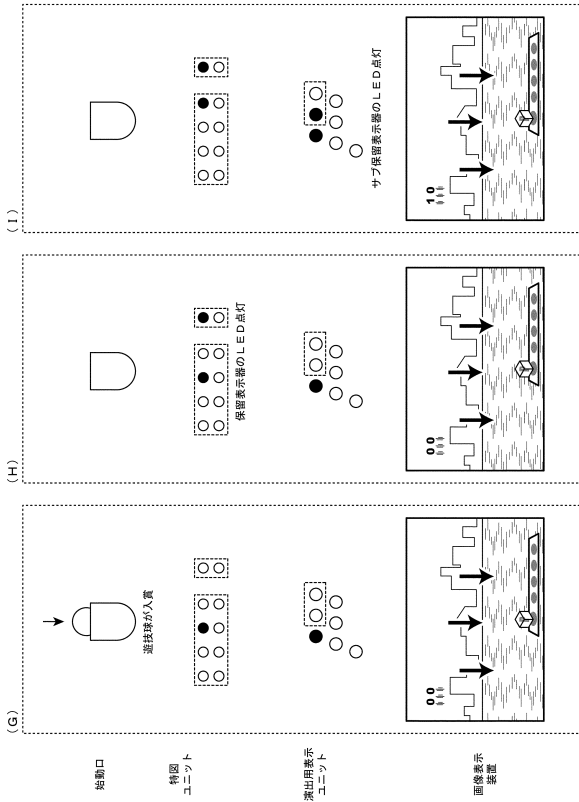 (G)
(H)
(I)
始動口
遊技球が入賞
特図
ユニット
保留表示器のLED点灯
演出用表示
ユニット
サブ保留表示器のLED点灯
画像表示
装置
00
00
10